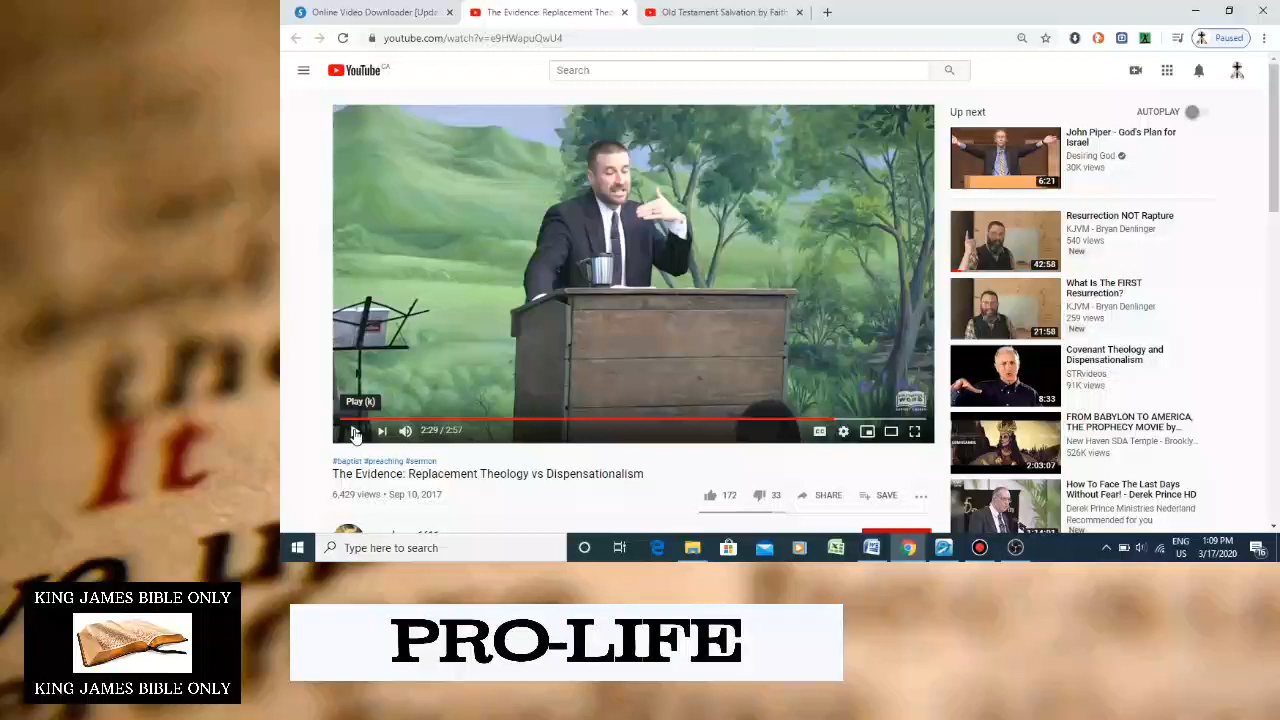 Online Video Downloader [Upda
The Evidence: Replacement Theo
Old Testament Salvation by Faith
youtube.com/watch?v=e9HWapuQwU4
Paused
YouTube CA
Search
Up next
AUTOPLAY
John Piper - God's Plan for
Israel
Desiring God
30K views
6:21
Resurrection NOT Rapture
KJVM - Bryan Denlinger
540 views
New
42:58
What Is The FIRST
Resurrection?
KJVM - Bryan Denlinger
259 views
New
21:58
Covenant Theology and
Dispensationalism
STRvideos
91K views
8:33
FROM BABYLON TO AMERICA,
THE PROPHECY MOVIE by...
New Haven SDA Temple - Brookly...
526K views
2:03:07
How To Face The Last Days
Without Fear! - Derek Prince HD
Derek Prince Ministries Nederland
Recommended for you
New
Play (k)
2:29 / 2:57
#baptist #preaching #sermon
The Evidence: Replacement Theology vs Dispensationalism
6,429 views • Sep 10, 2017
172
33
SHARE
SAVE
Type here to search
ENG
US
1:09 PM
3/17/2020
16
KING JAMES BIBLE ONLY
KING JAMES BIBLE ONLY
PRO-LIFE